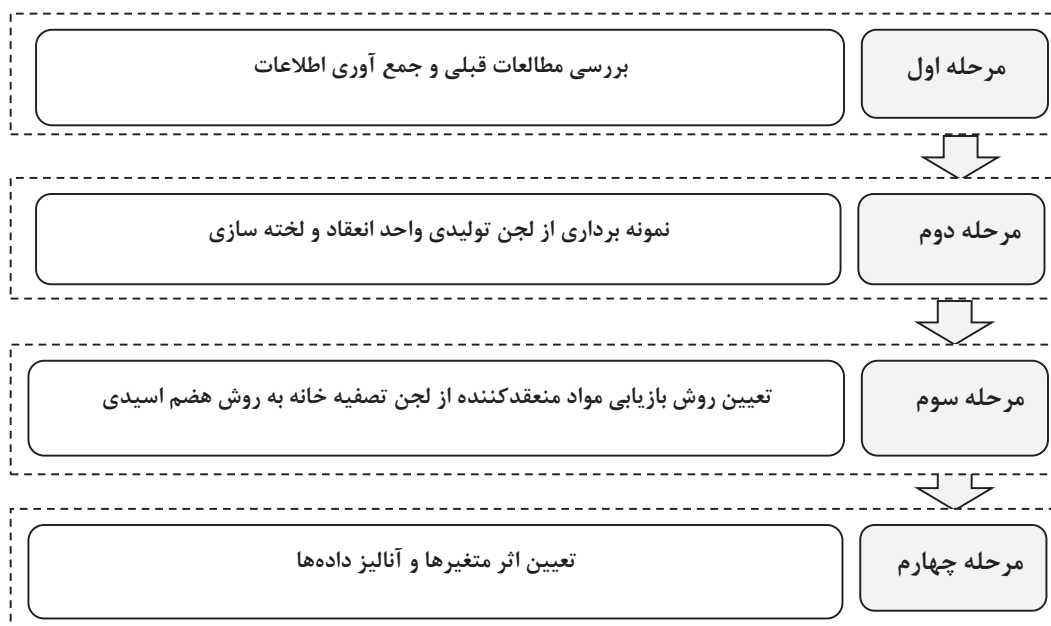 مرحله اول
بررسی مطالعات قبلی و جمع آوری اطلاعات
مرحله دوم
نمونه برداری از لجن تولیدی واحد انعقاد و لخته سازی
مرحله سوم
تعیین روش بازیابی مواد منعقدکننده از لجن تصفیه خانه به روش هضم اسیدی
مرحله چهارم
تعیین اثر متغیرها و آنالیز داده‌ها